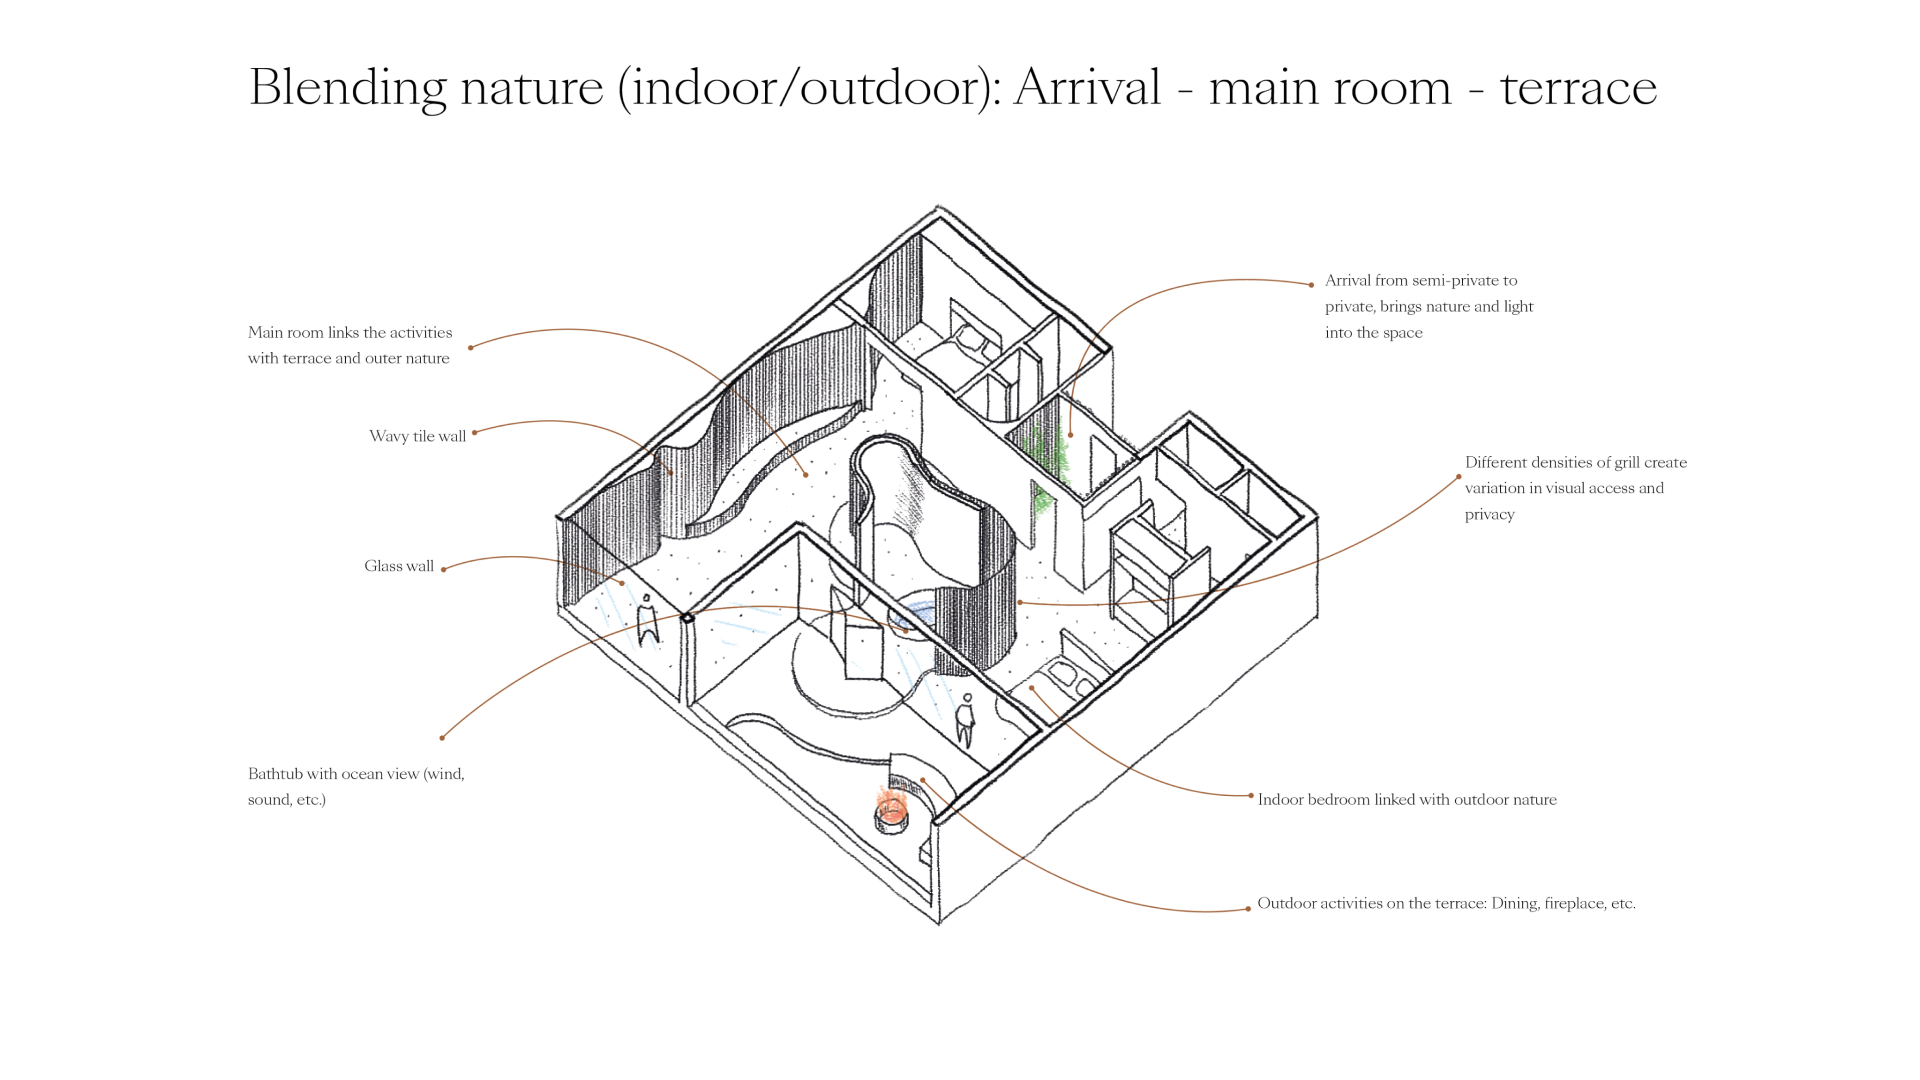 Blending nature (indoor/outdoor): Arrival - main room - terrace
Arrival from semi-private to
private, brings nature and light
into the space
Main room links the activities
with terrace and outer nature
Wavy tile wall
Different densities of grill create
variation in visual access and
privacy
Glass wall
Bathtub with ocean view (wind,
sound, etc.)
Indoor bedroom linked with outdoor nature
Outdoor activities on the terrace: Dining, fireplace, etc.